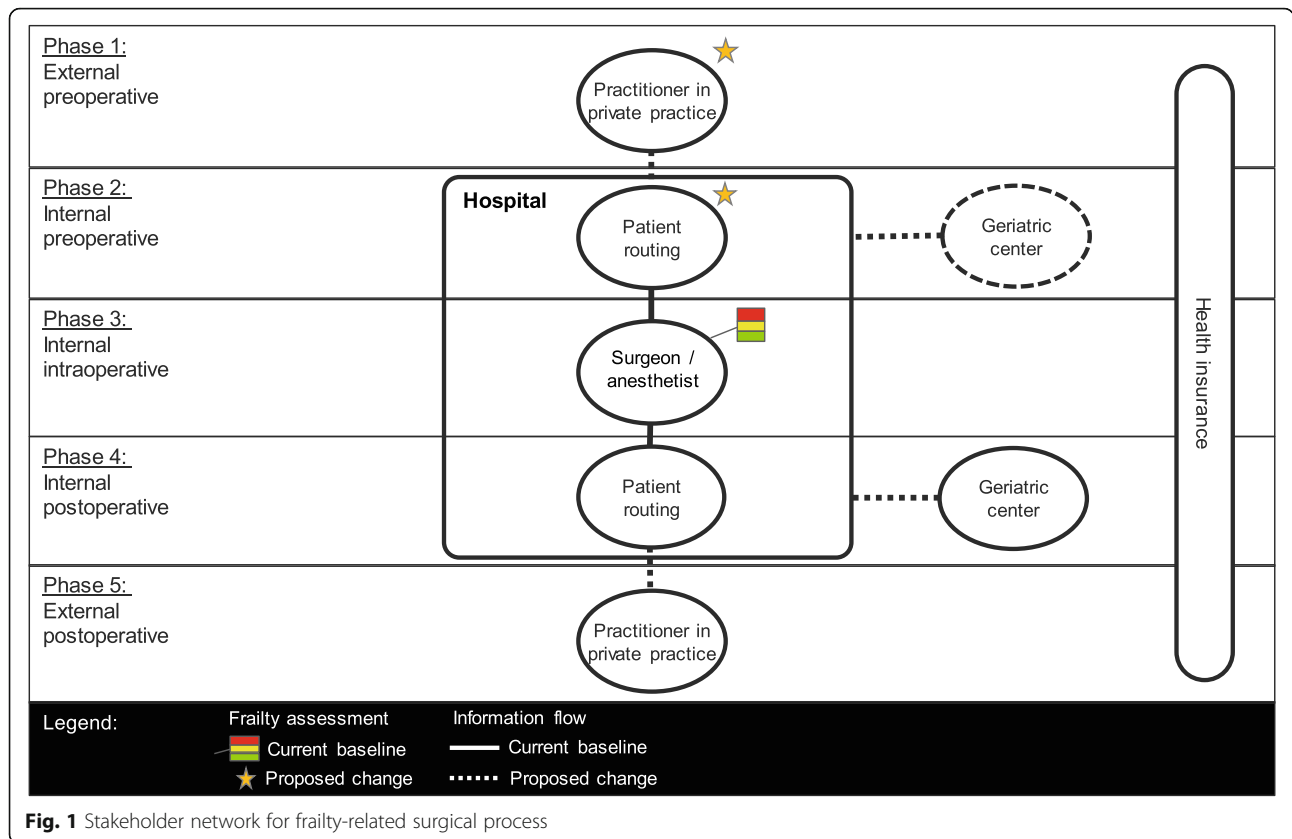 Phase 1:
External
preoperative
Practitioner in
private practice
Phase 2:
Internal
preoperative
Hospital
Patient
routing
Geriatric
center
Phase 3:
Internal
intraoperative
Surgeon /
anesthetist
Health insurance
Phase 4:
Internal
postoperative
Patient
routing
Geriatric
center
Phase 5:
External
postoperative
Practitioner in
private practice
Legend:
Frailty assessment
Information flow
Current baseline
Current baseline
Proposed change
Proposed change
Fig. 1 Stakeholder network for frailty-related surgical process